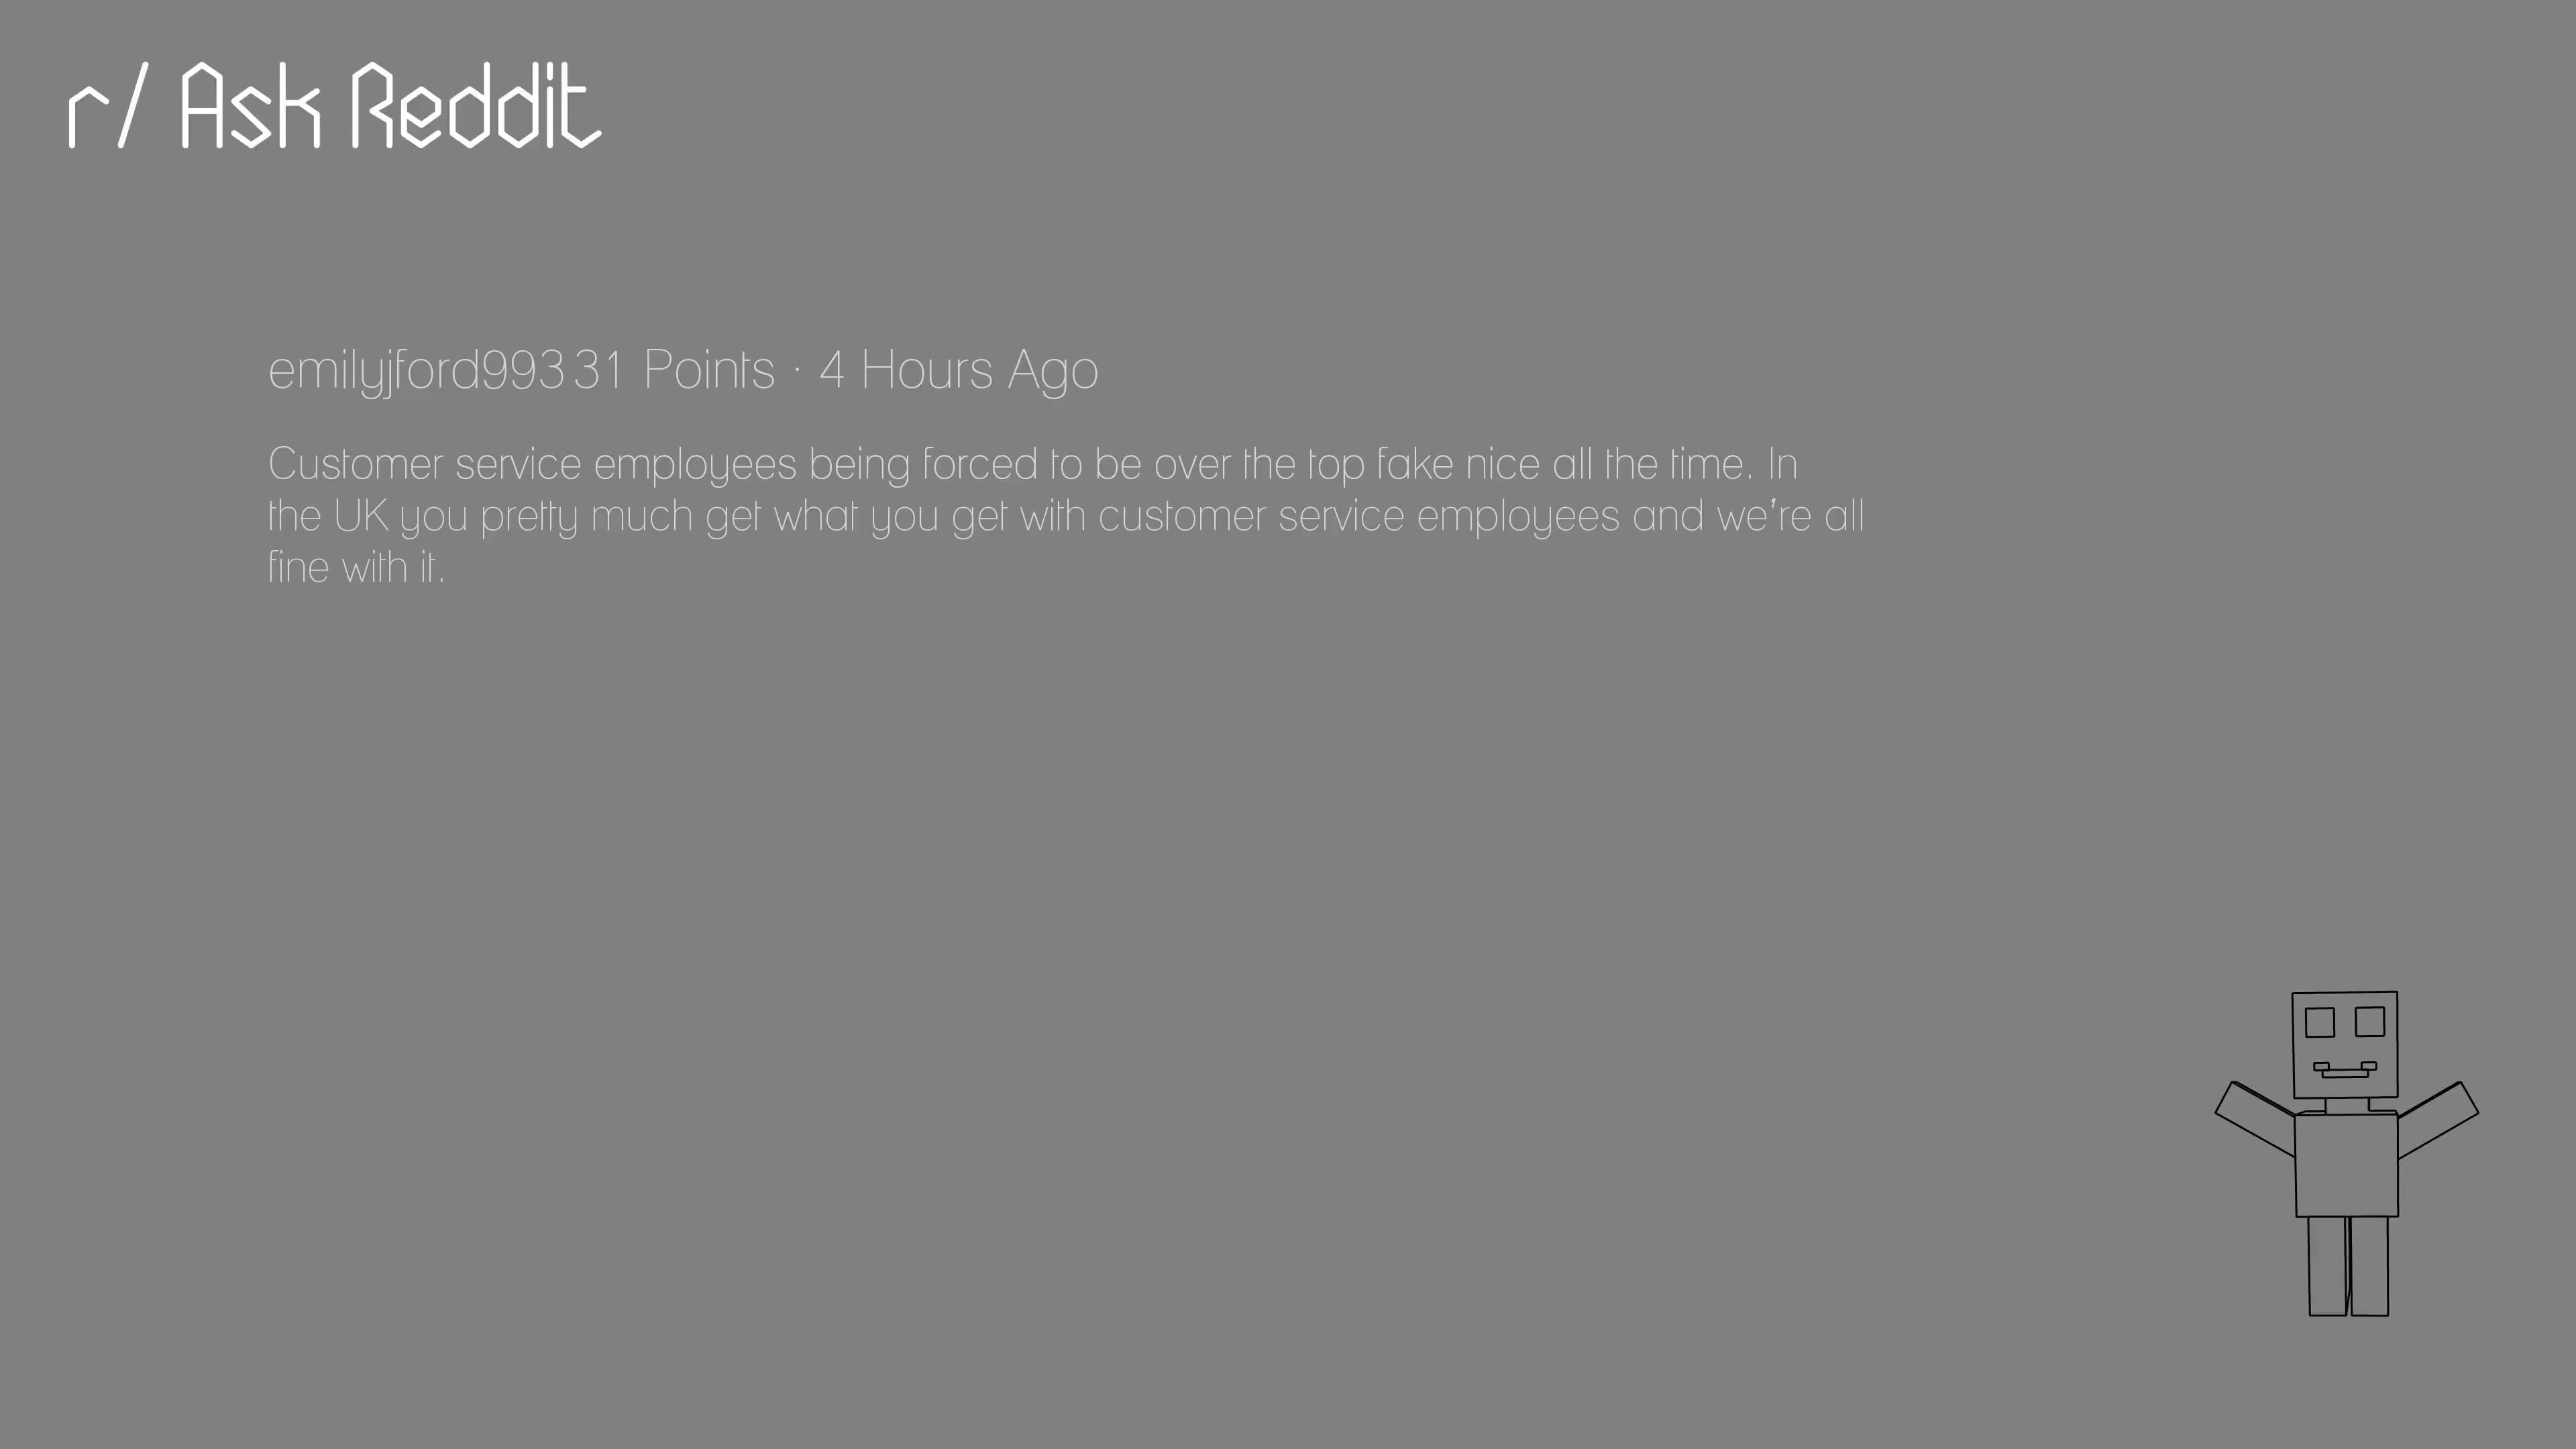 r/ Ask Reddit
emilyjford993 31 Points · 4 Hours Ago
Customer service employees being forced to be over the top fake nice all the time. In
the UK you pretty much get what you get with customer service employees and we're all
fine with it.